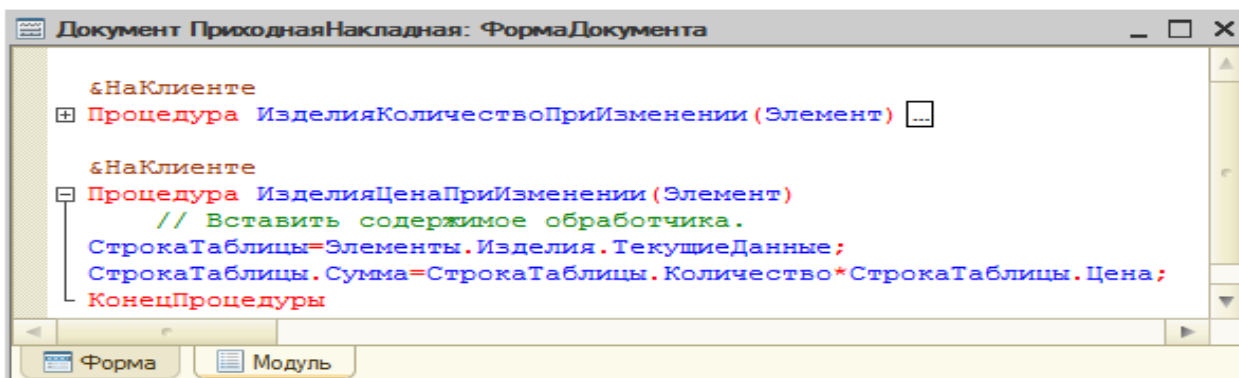 Документ ПриходнаяНакладная: ФормаДокумента
&НаКлиенте
Процедура ИзделияКоличествоПриИзменении(Элемент) ...
&НаКлиенте
Процедура ИзделияЦенаПриИзменении(Элемент)
// Вставить содержимое обработчика.
СтрокаТаблицы=Элементы.Изделия.ТекущиеДанные;
СтрокаТаблицы.Сумма=СтрокаТаблицы.Количество*СтрокаТаблицы.Цена;
КонецПроцедуры
Форма Модуль